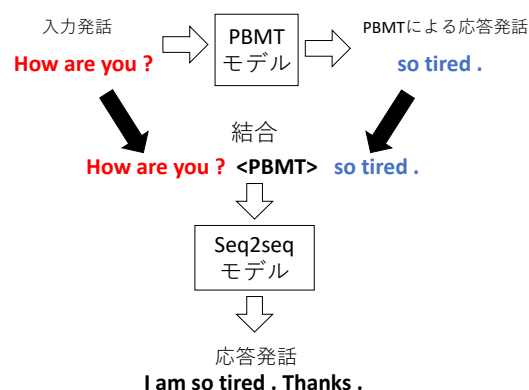 入力発話
PBMT
モデル
PBMTによる応答発話
How are you ?
so tired .
結合
How are you ? <PBMT> so tired .
Seq2seq
モデル
応答発話
I am so tired . Thanks .